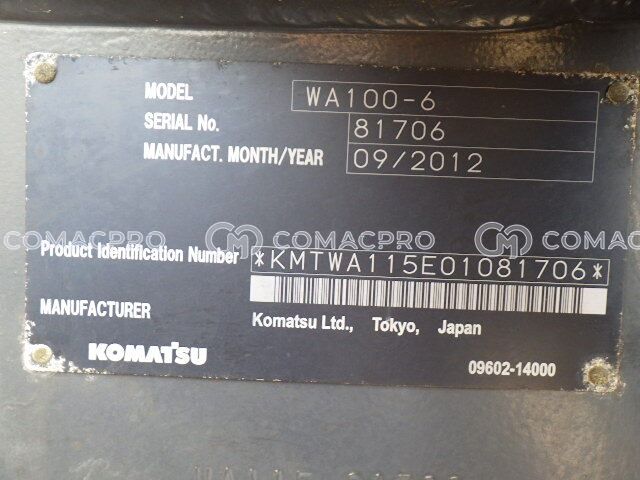 MODEL WA100-6
SERIAL No. 81706
MANUFACT. MONTH/YEAR 09/2012
COMACPRO COMACPRO COMACPRO
Product Identification Number *KMTWA115E01081706*
MANUFACTURER Komatsu Ltd., Tokyo, Japan
KOMATSU 09602-14000